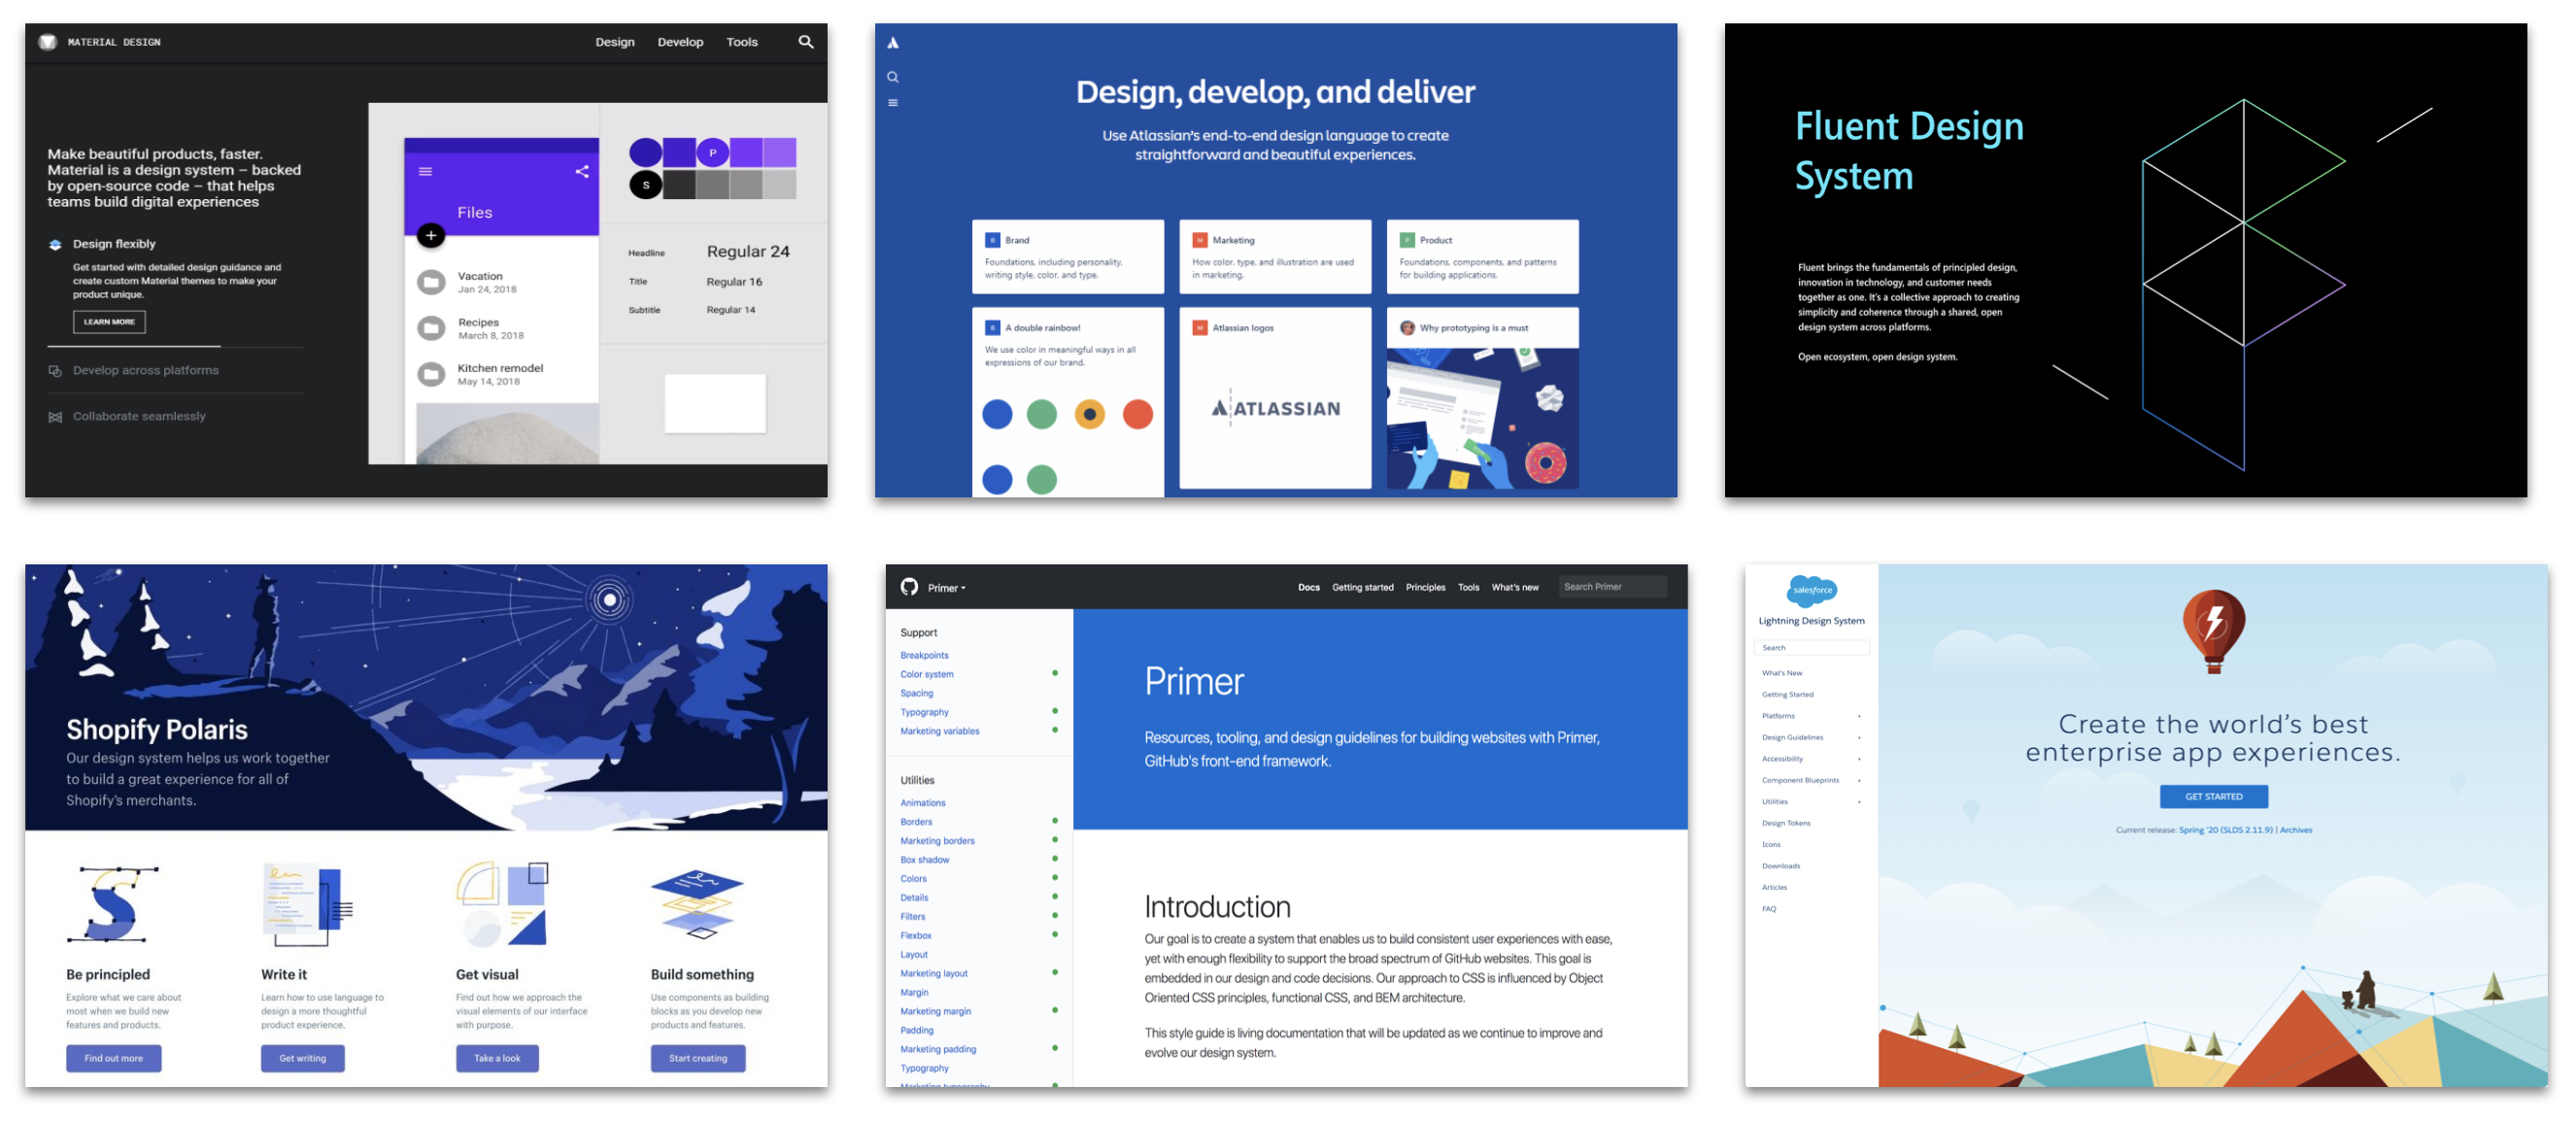 MATERIAL DESIGN
Design Develop Tools
Make beautiful products, faster.
Material is a design system – backed
by open-source code – that helps
teams build digital experiences
Design flexibly
Get started with detailed design guidance and
create custom Material themes to make your
product unique.
LEARN MORE
Develop across platforms
Collaborate seamlessly
Files
Vacation
Jan 24, 2018
Recipes
March 8, 2018
Kitchen remodel
May 14, 2018
P
S
Headline Regular 24
Title Regular 16
Subtitle Regular 14
Design, develop, and deliver
Use Atlassian's end-to-end design language to create
straightforward and beautiful experiences.
B Brand
Foundations, including personality,
writing style, color, and type.
M Marketing
How color, type, and illustration are used
in marketing.
P Product
Foundations, components, and patterns
for building applications.
B A double rainbow!
We use color in meaningful ways in all
expressions of our brand.
M Atlassian logos
ATLASSIAN
Why prototyping is a must
Fluent Design
System
Fluent brings the fundamentals of principled design,
innovation in technology, and customer needs
together as one. It's a collective approach to creating
simplicity and coherence through a shared, open
design system across platforms.
Open ecosystem, open design system.
Shopify Polaris
Our design system helps us work together
to build a great experience for all of
Shopify's merchants.
Be principled
Explore what we care about
most when we build new
features and products.
Find out more
Write it
Learn how to use language to
design a more thoughtful
product experience.
Get writing
Get visual
Find out how we approach the
visual elements of our interface
with purpose.
Take a look
Build something
Use components as building
blocks as you develop new
products and features.
Start creating
Primer
Docs Getting started Principles Tools What's new Search Primer
Support
Breakpoints
Color system
Spacing
Typography
Marketing variables
Utilities
Animations
Borders
Marketing borders
Box shadow
Colors
Details
Filters
Flexbox
Layout
Marketing layout
Margin
Marketing margin
Padding
Marketing padding
Typography
Marketing typography
Primer
Resources, tooling, and design guidelines for building websites with Primer,
GitHub's front-end framework.
Introduction
Our goal is to create a system that enables us to build consistent user experiences with ease,
yet with enough flexibility to support the broad spectrum of GitHub websites. This goal is
embedded in our design and code decisions. Our approach to CSS is influenced by Object
Oriented CSS principles, functional CSS, and BEM architecture.
This style guide is living documentation that will be updated as we continue to improve and
evolve our design system.
salesforce
Lightning Design System
Search
What's New
Getting Started
Platforms
Design Guidelines
Accessibility
Component Blueprints
Utilities
Design Tokens
Icons
Downloads
Articles
FAQ
Create the world's best
enterprise app experiences.
GET STARTED
Current release: Spring '20 (SLDS 2.11.9) | Archives